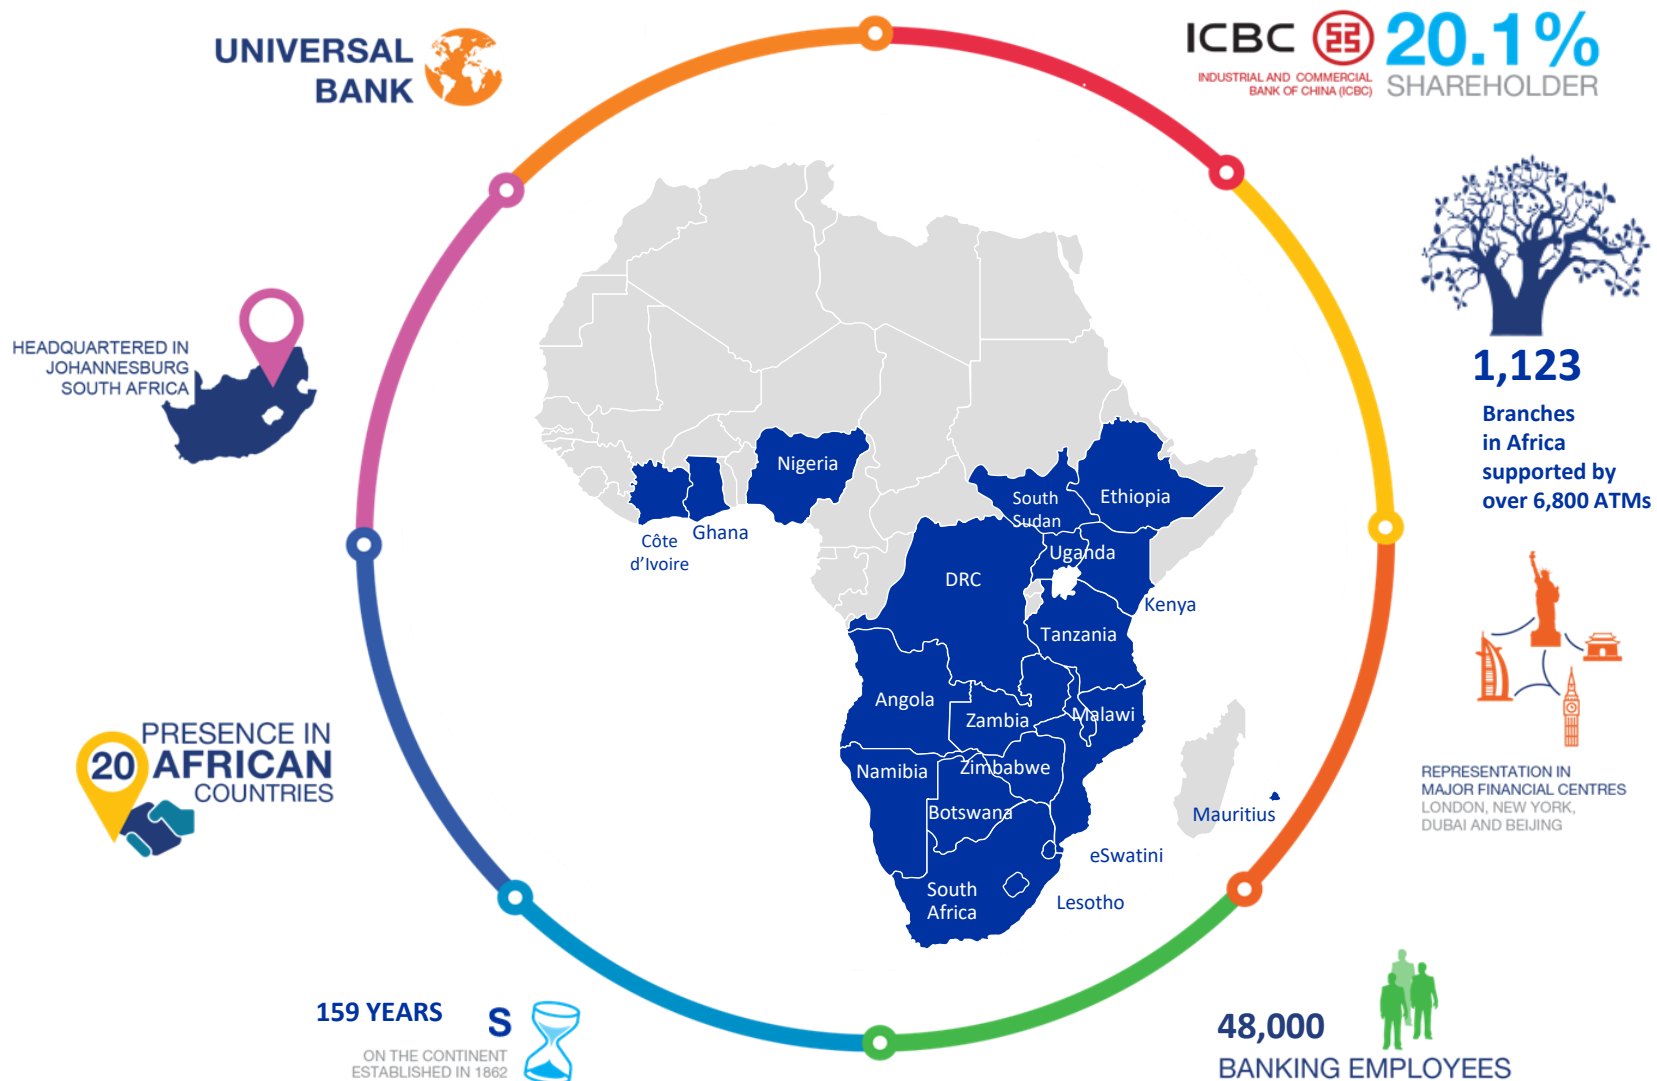 UNIVERSAL
BANK
ICBC
INDUSTRIAL AND COMMERCIAL
BANK OF CHINA (ICBC)
20.1%
SHAREHOLDER
1,123
Branches
in Africa
supported by
over 6,800 ATMs
HEADQUARTERED IN
JOHANNESBURG
SOUTH AFRICA
Nigeria
Ghana
Côte
d’Ivoire
South
Sudan
Ethiopia
Uganda
Kenya
DRC
Tanzania
Angola
Zambia
Malawi
Namibia
Zimbabwe
Botswana
Mauritius
eSwatini
South
Africa
Lesotho
REPRESENTATION IN
MAJOR FINANCIAL CENTRES
LONDON, NEW YORK,
DUBAI AND BEIJING
20
PRESENCE IN
AFRICAN
COUNTRIES
159 YEARS
S
ON THE CONTINENT
ESTABLISHED IN 1862
48,000
BANKING EMPLOYEES